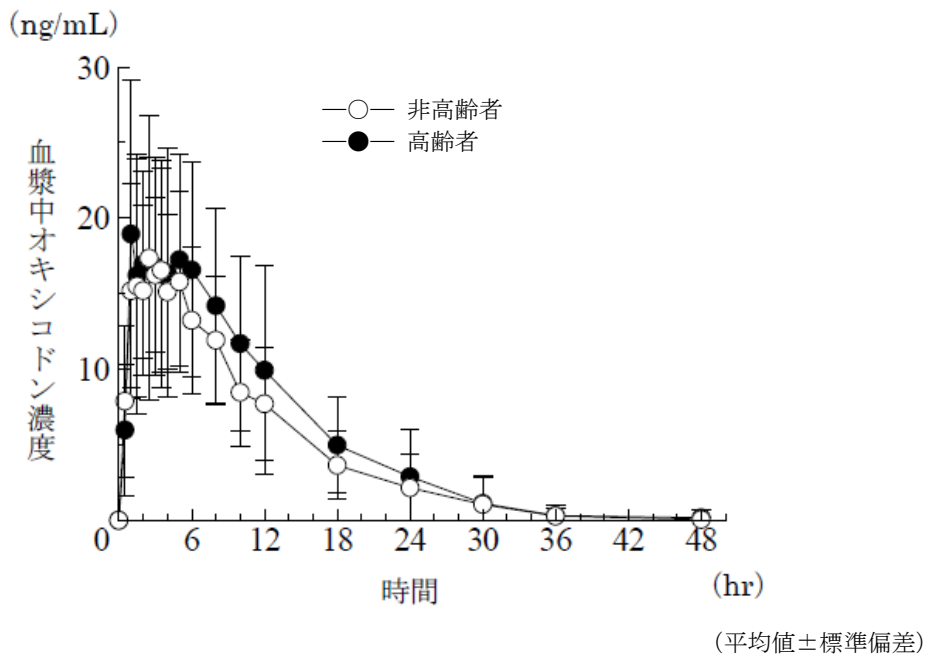 (ng/mL)
30
20
10
0
血漿中オキシコドン濃度
非高齢者
高齢者
6 12 18 24 30 36 42 48
時間
(hr)
(平均値±標準偏差)